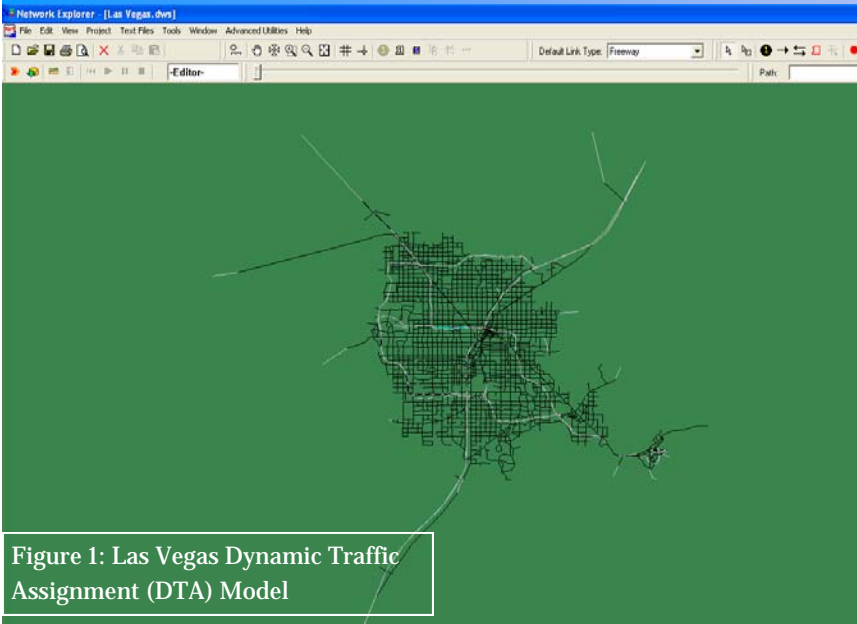 Network Explorer - [Las Vegas.dws]
File Edit View Project Text Files Tools Window Advanced Utilities Help
Default Link Type: Freeway
-Editor-
Path:
Figure 1: Las Vegas Dynamic Traffic
Assignment (DTA) Model